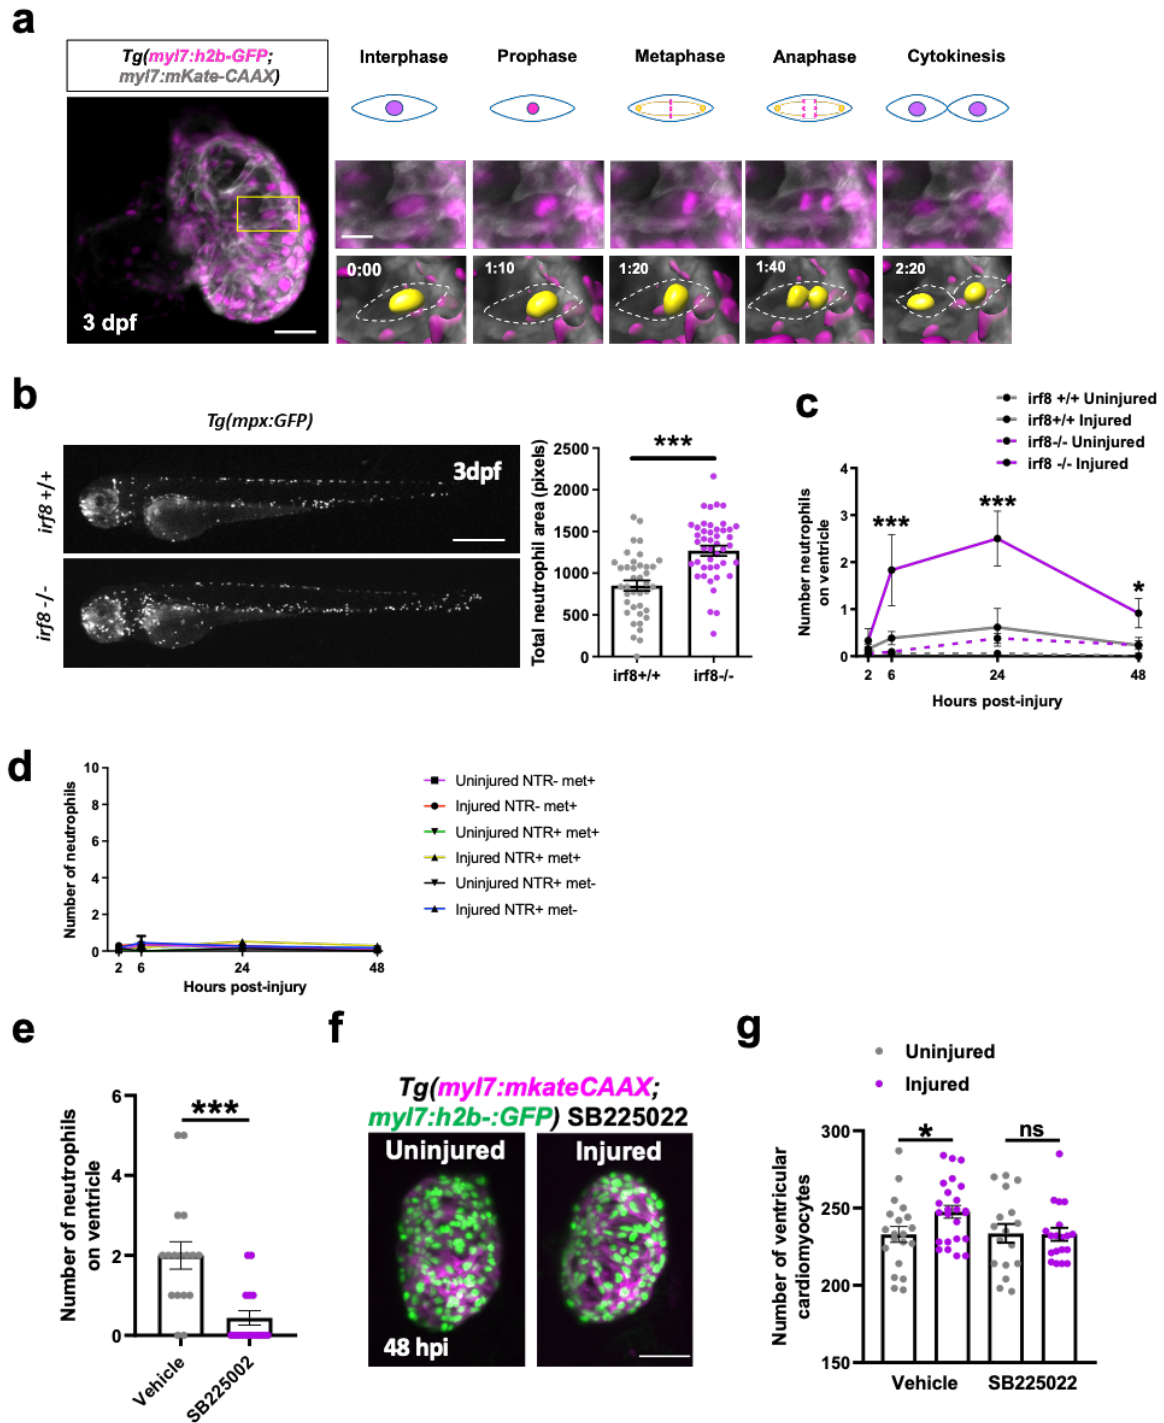 a
Tg(myl7:h2b-GFP;
myl7:mKate-CAAX)
Interphase
Prophase
Metaphase
Anaphase
Cytokinesis
3 dpf
0:00
1:10
1:20
1:40
2:20
b
Tg(mpx:GFP)
irf8 +/+
3dpf
irf8 -/-
Total neutrophil area (pixels)
2500
2000
1500
1000
500
0
***
irf8+/+
irf8-/-
c
irf8 +/+ Uninjured
irf8+/+ Injured
irf8-/- Uninjured
irf8 -/- Injured
Number neutrophils
on ventricle
4
3
2
1
0
***
***
*
2
6
24
48
Hours post-injury
d
Number of neutrophils
10
8
6
4
2
0
2
6
24
48
Hours post-injury
Uninjured NTR- met+
Injured NTR- met+
Uninjured NTR+ met+
Injured NTR+ met+
Uninjured NTR+ met-
Injured NTR+ met-
e
Number of neutrophils
on ventricle
6
4
2
0
***
Vehicle
SB225002
f
Tg(myl7:mkateCAAX;
myl7:h2b-:GFP) SB225022
Uninjured
Injured
48 hpi
g
Uninjured
Injured
Number of ventricular
cardiomyocytes
300
250
200
150
*
ns
Vehicle
SB225022